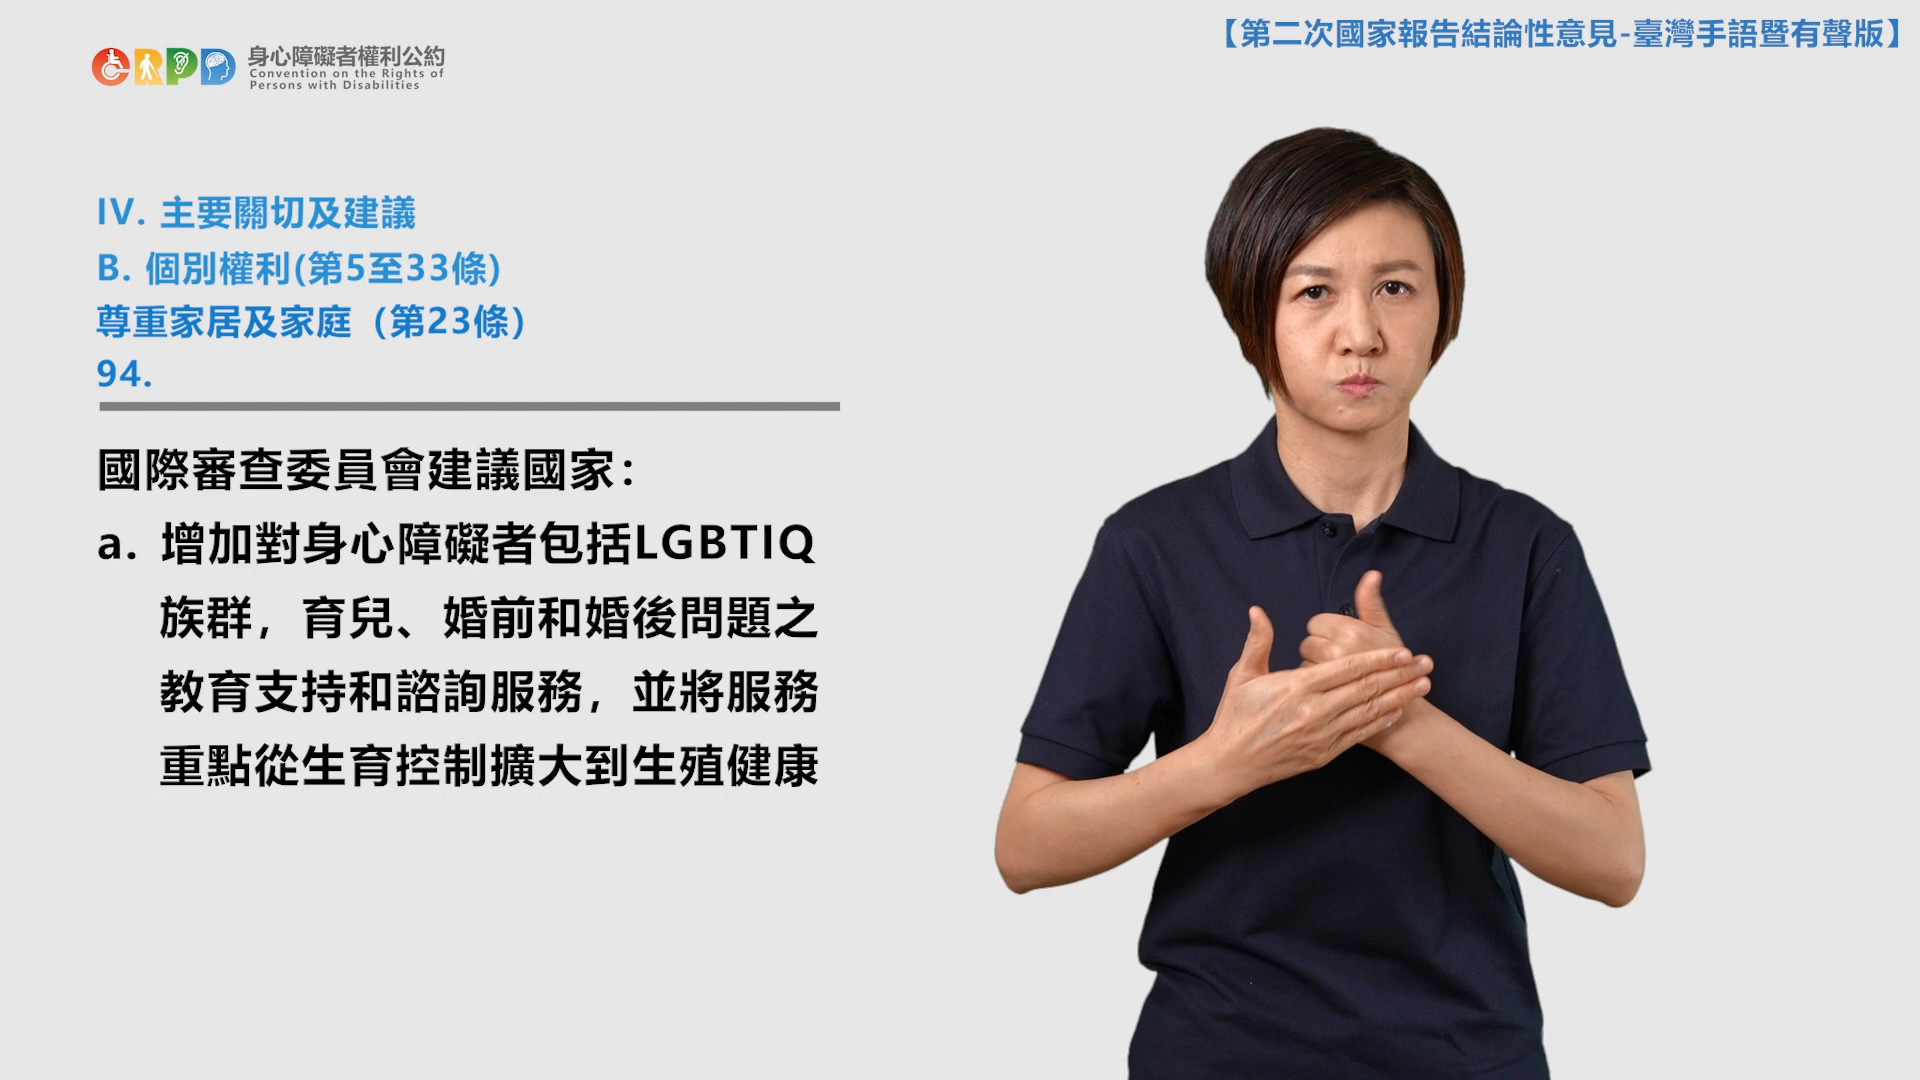 【第二次國家報告結論性意見-臺灣手語暨有聲版】
CRPD 身心障礙者權利公約
Convention on the Rights of
Persons with Disabilities
IV. 主要關切及建議
B. 個別權利(第5至33條)
尊重家居及家庭（第23條）
94.
國際審查委員會建議國家：
a. 增加對身心障礙者包括LGBTIQ
族群，育兒、婚前和婚後問題之
教育支持和諮詢服務，並將服務
重點從生育控制擴大到生殖健康